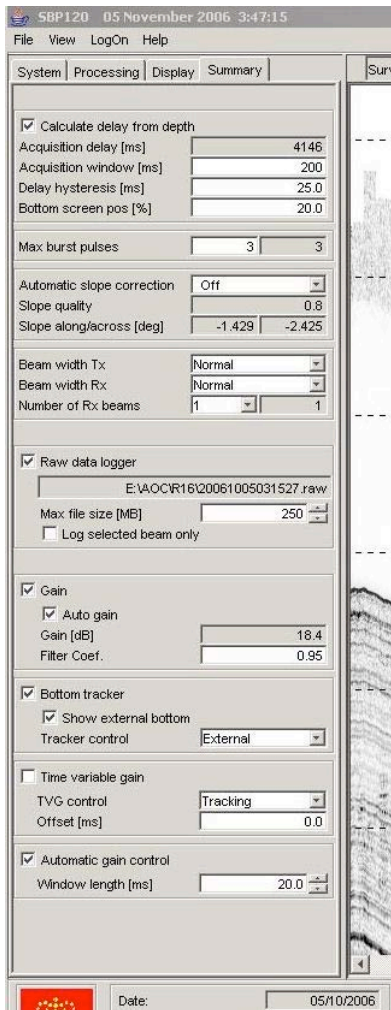 SBP120 05 November 2006 3:47:15
File View LogOn Help
System Processing Display Summary Surv
Calculate delay from depth
Acquisition delay [ms] 4146
Acquisition window [ms] 200
Delay hysteresis [ms] 25.0
Bottom screen pos [%] 20.0
Max burst pulses 3 3
Automatic slope correction Off
Slope quality 0.8
Slope along/across [deg] -1.429 -2.425
Beam width Tx Normal
Beam width Rx Normal
Number of Rx beams 1 1
Raw data logger
E:\AOC\R16\20061005031527.raw
Max file size [MB] 250
Log selected beam only
Gain
Auto gain
Gain [dB] 18.4
Filter Coef. 0.95
Bottom tracker
Show external bottom
Tracker control External
Time variable gain
TVG control Tracking
Offset [ms] 0.0
Automatic gain control
Window length [ms] 20.0
Date: 05/10/2006